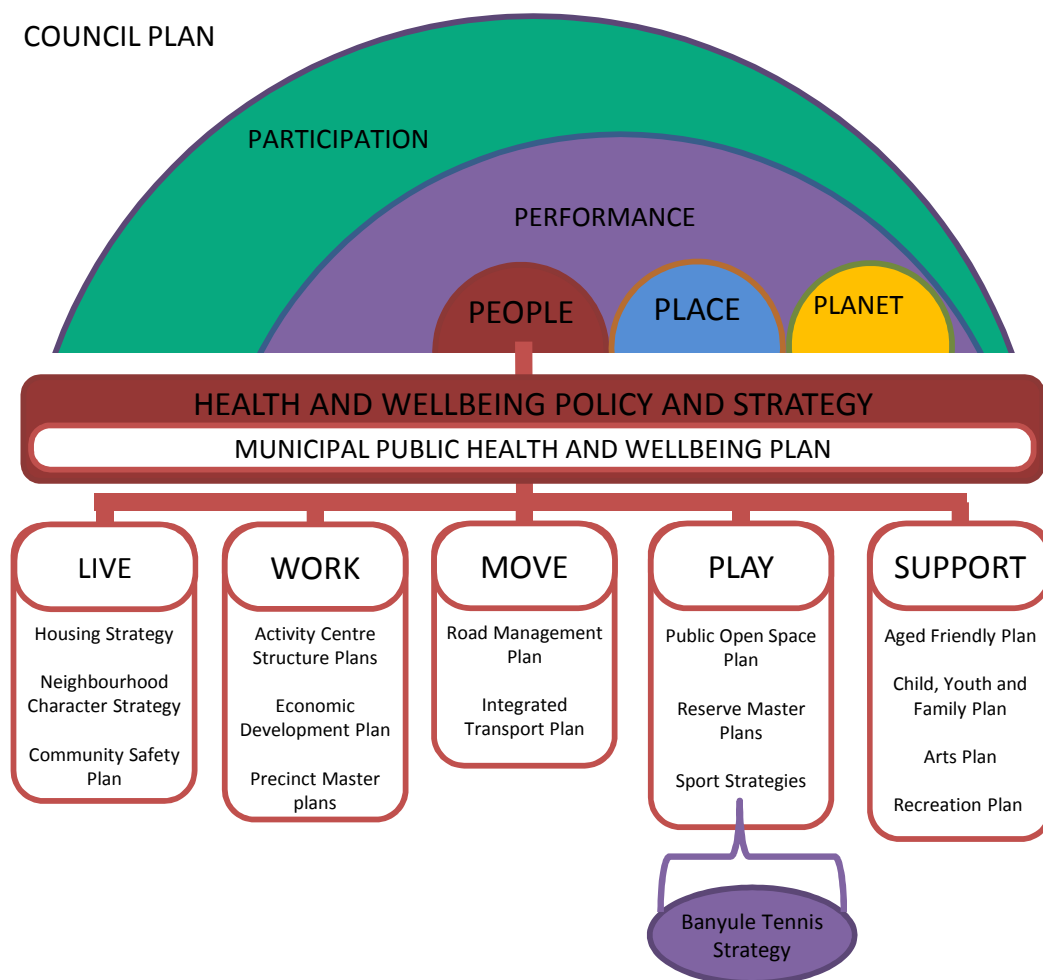 COUNCIL PLAN
PARTICIPATION
PERFORMANCE
PEOPLE
PLACE
PLANET
HEALTH AND WELLBEING POLICY AND STRATEGY
MUNICIPAL PUBLIC HEALTH AND WELLBEING PLAN
LIVE
Housing Strategy
Neighbourhood
Character Strategy
Community Safety
Plan
WORK
Activity Centre
Structure Plans
Economic
Development Plan
Precinct Master
plans
MOVE
Road Management
Plan
Integrated
Transport Plan
PLAY
Public Open Space
Plan
Reserve Master
Plans
Sport Strategies
SUPPORT
Aged Friendly Plan
Child, Youth and
Family Plan
Arts Plan
Recreation Plan
Banyule Tennis
Strategy